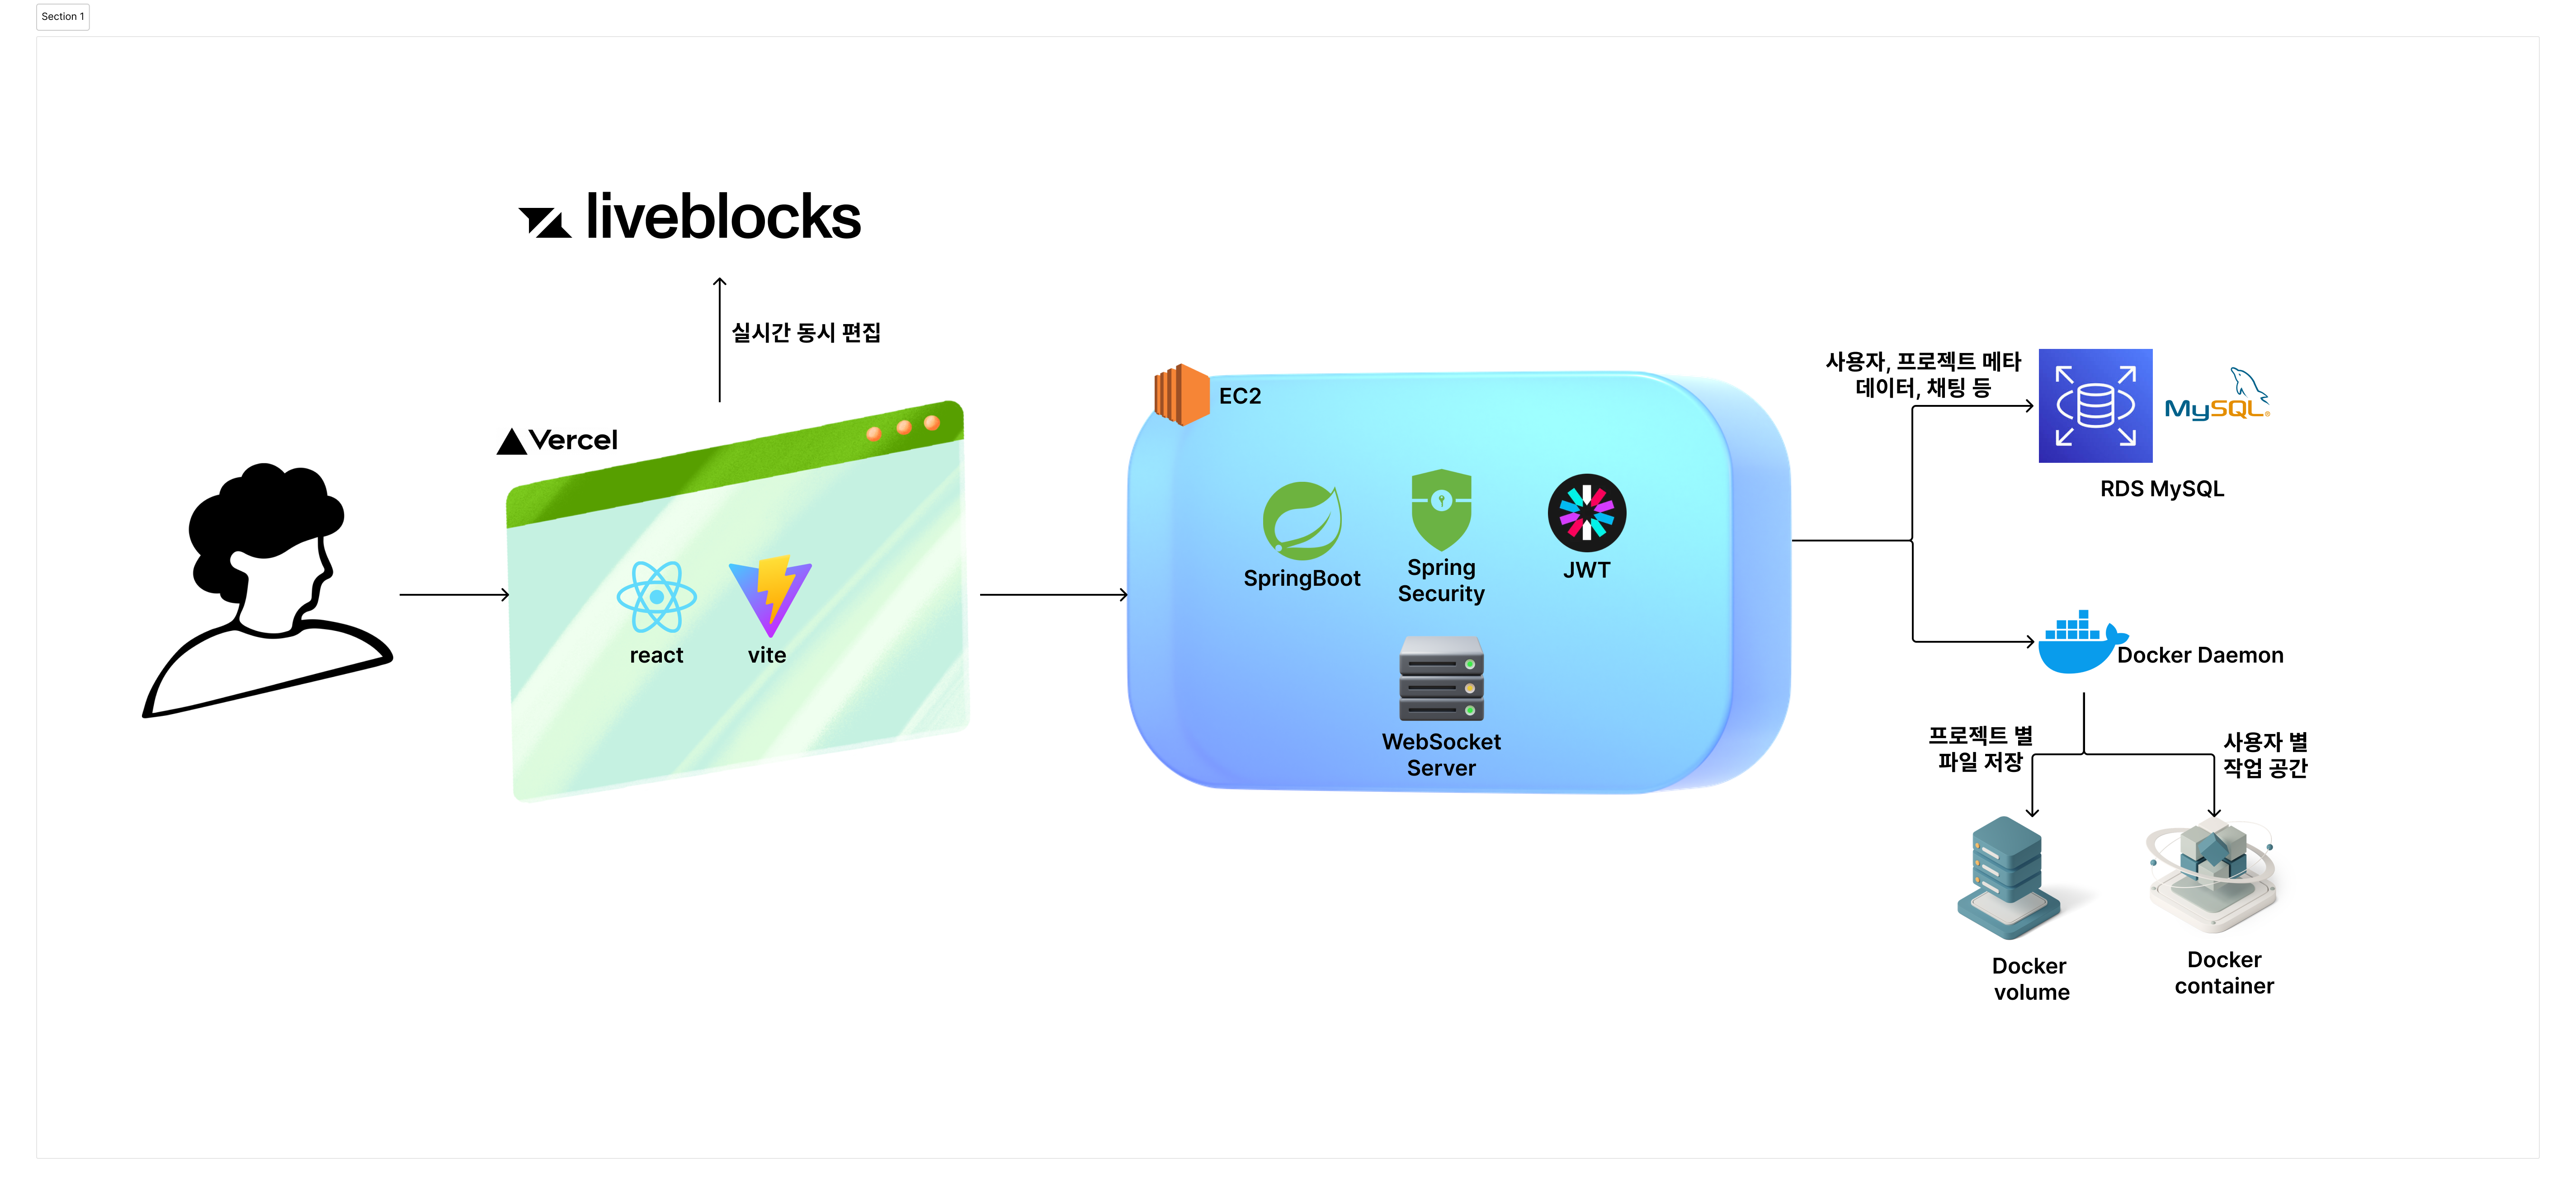 Section 1
liveblocks
실시간 동시 편집
Vercel
react
vite
EC2
SpringBoot
Spring
Security
JWT
WebSocket
Server
사용자, 프로젝트 메타
데이터, 채팅 등
MySQL®
RDS MySQL
Docker Daemon
프로젝트 별
파일 저장
사용자 별
작업 공간
Docker
volume
Docker
container